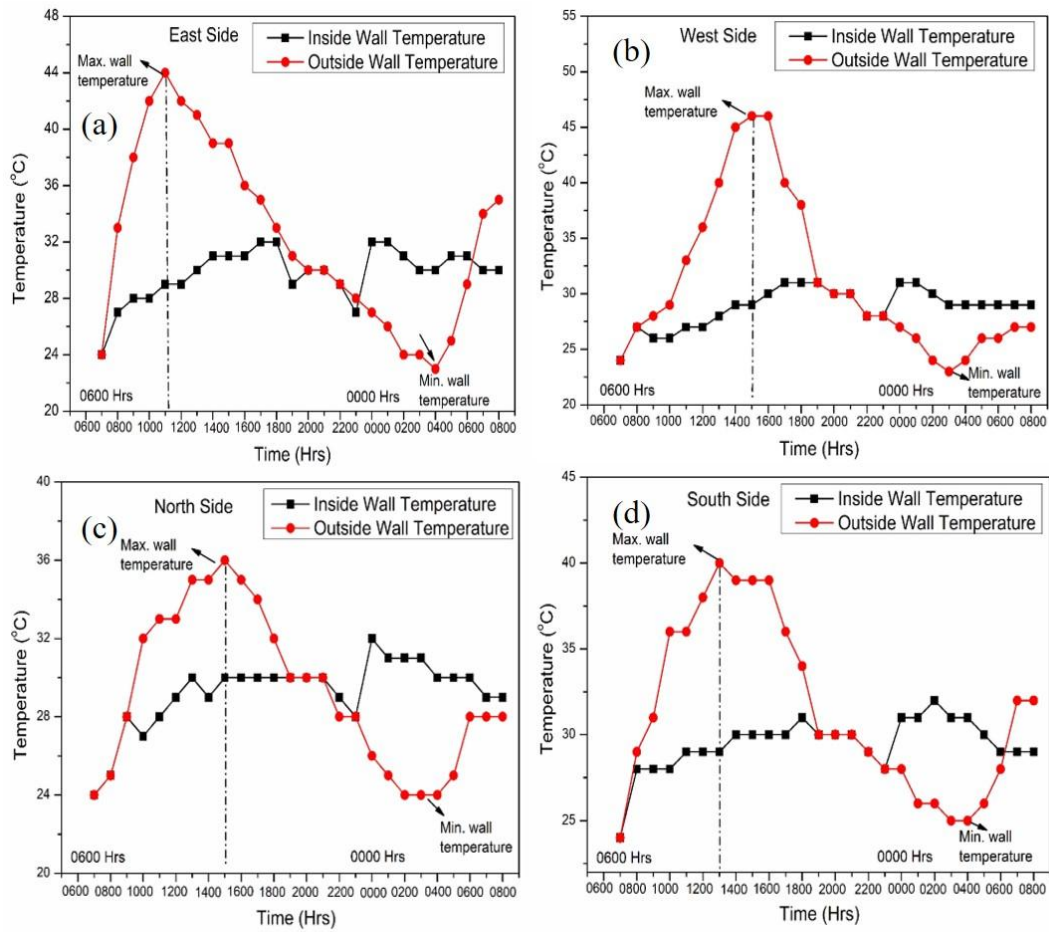 (a)
East Side
Inside Wall Temperature
Outside Wall Temperature
Max. wall
temperature
Min. wall
temperature
0600 Hrs
0000 Hrs
48
44
40
36
32
28
24
20
Temperature (°C)
0600 0800 1000 1200 1400 1600 1800 2000 2200 0000 0200 0400 0600 0800
Time (Hrs)
(b)
West Side
Inside Wall Temperature
Outside Wall Temperature
Max. wall
temperature
Min. wall
temperature
0600 Hrs
0000 Hrs
55
50
45
40
35
30
25
20
Temperature (°C)
0600 0800 1000 1200 1400 1600 1800 2000 2200 0000 0200 0400 0600 0800
Time (Hrs)
(c)
North Side
Inside Wall Temperature
Outside Wall Temperature
Max. wall
temperature
Min. wall
temperature
0600 Hrs
0000 Hrs
40
36
32
28
24
20
Temperature (°C)
0600 0800 1000 1200 1400 1600 1800 2000 2200 0000 0200 0400 0600 0800
Time (Hrs)
(d)
South Side
Inside Wall Temperature
Outside Wall Temperature
Max. wall
temperature
Min. wall
temperature
0600 Hrs
0000 Hrs
45
40
35
30
25
Temperature (°C)
0600 0800 1000 1200 1400 1600 1800 2000 2200 0000 0200 0400 0600 0800
Time (Hrs)